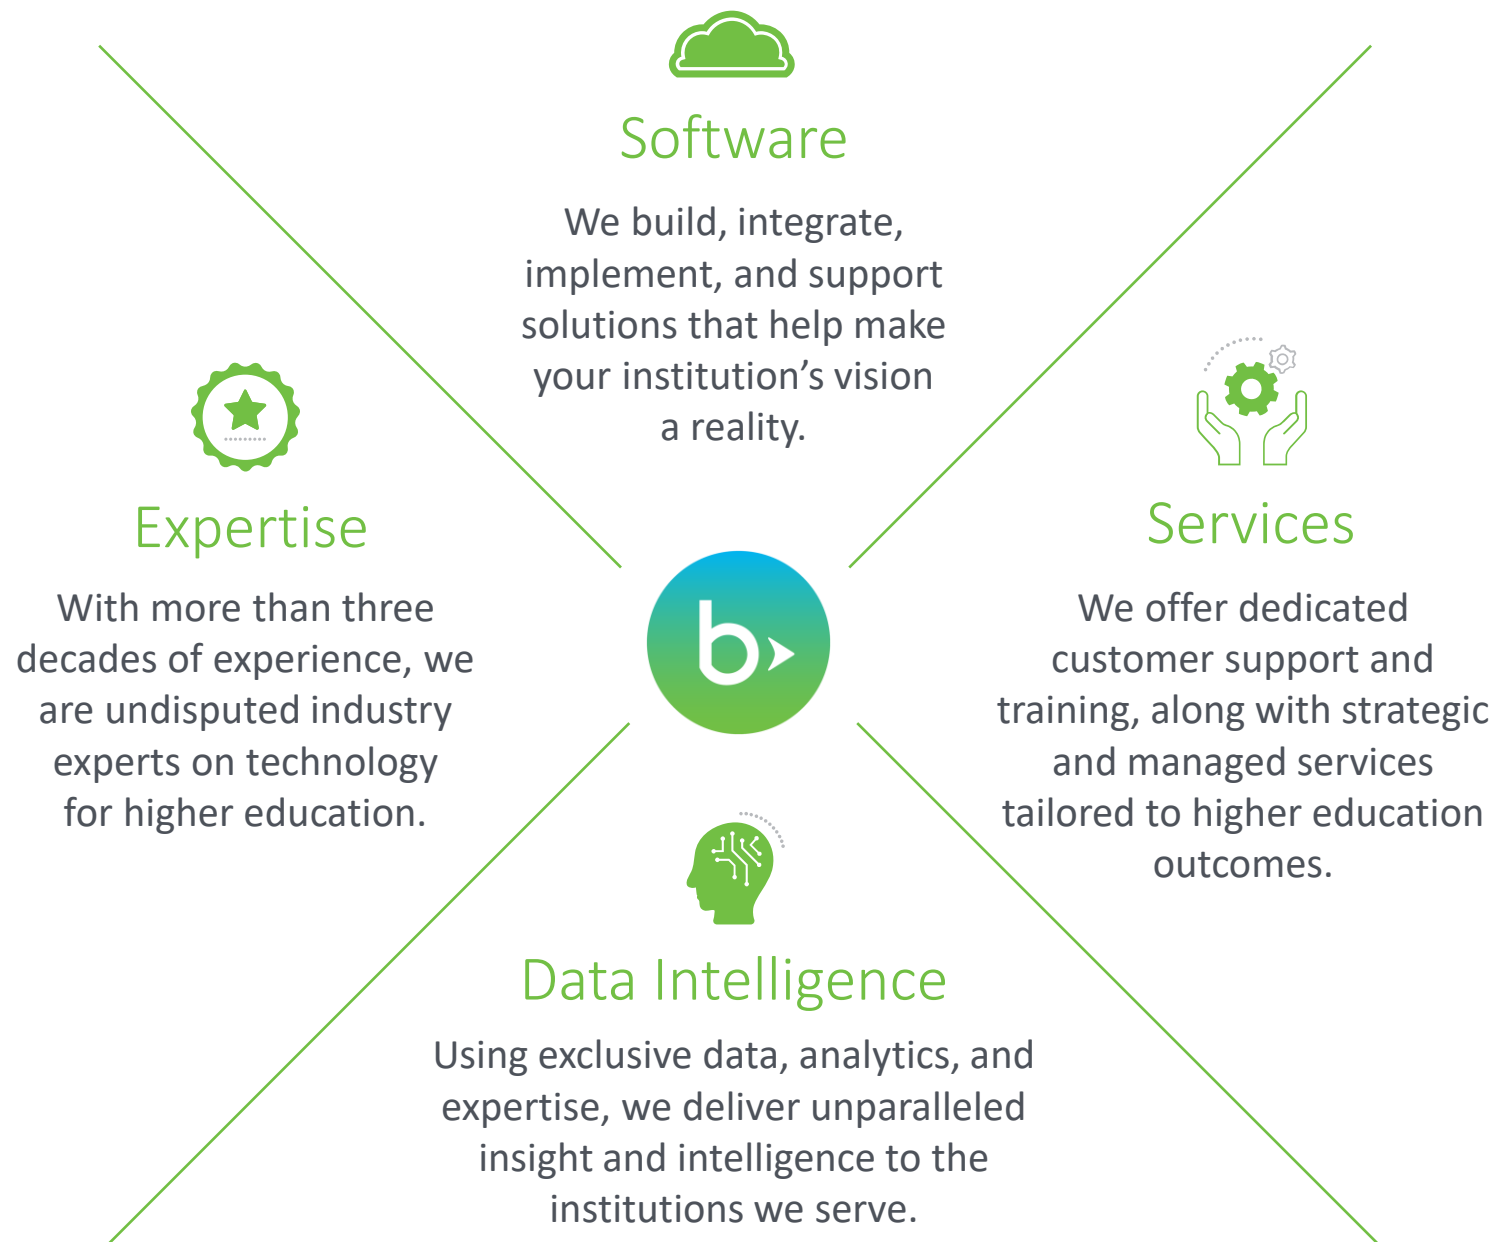 Software
We build, integrate,
implement, and support
solutions that help make
your institution’s vision
a reality.
Expertise
With more than three
decades of experience, we
are undisputed industry
experts on technology
for higher education.
b
Services
We offer dedicated
customer support and
training, along with strategic
and managed services
tailored to higher education
outcomes.
Data Intelligence
Using exclusive data, analytics, and
expertise, we deliver unparalleled
insight and intelligence to the
institutions we serve.